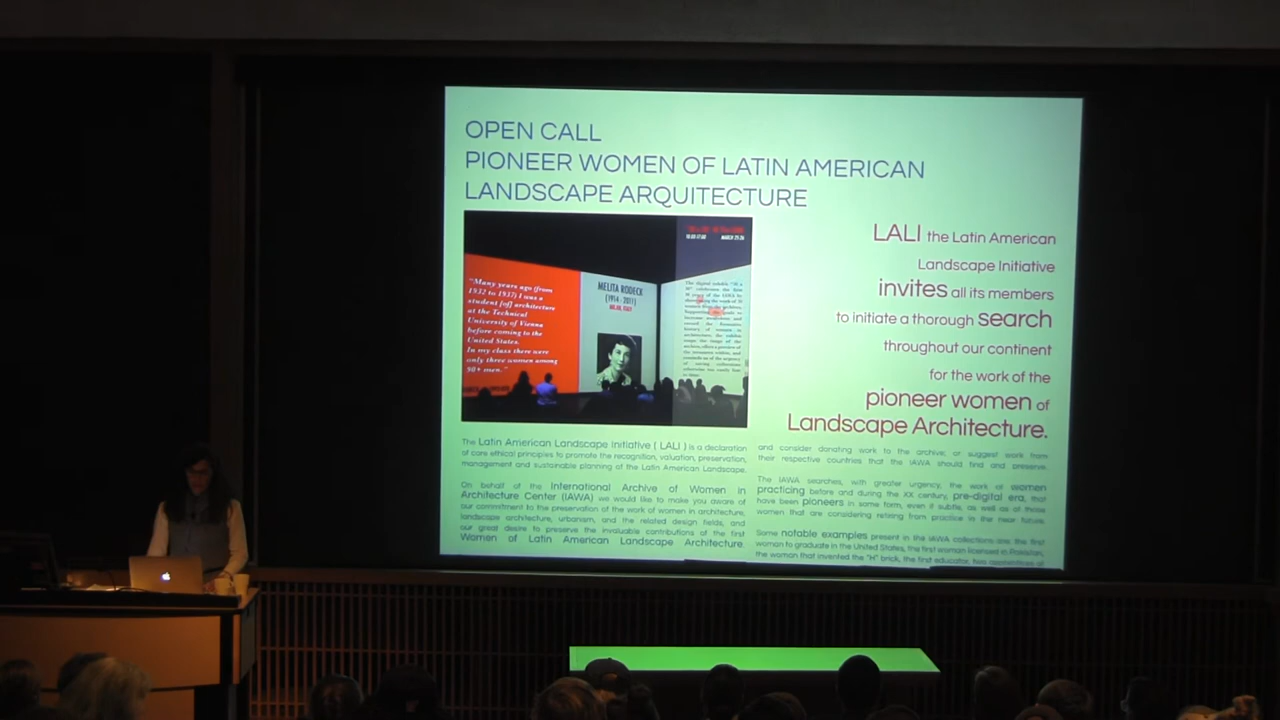 OPEN CALL
PIONEER WOMEN OF LATIN AMERICAN
LANDSCAPE ARQUITECTURE
"Many years ago (from
1932 to 1937) I was a
student [of] architecture
at the Technical
University of Vienna
before coming to the
United States.
In my class there were
only three women among
90+ men."
MELITA RODECK
(1914 - 2011)
LALI the Latin American
Landscape Initiative
invites all its members
to initiate a thorough search
throughout our continent
for the work of the
pioneer women of
Landscape Architecture.
The Latin American Landscape Initiative ( LALI ) is a declaration
of core ethical principles to promote the recognition, valuation, preservation,
management and sustainable planning of the Latin American Landscape.
On behalf of the International Archive of Women in
Architecture Center (IAWA) we would like to make you aware of
our commitment to the preservation of the work of women in architecture,
landscape architecture, urbanism, and the related design fields, and
our great desire to preserve the invaluable contributions of the first
Women of Latin American Landscape Architecture.
and consider donating work to the archive; or suggest work from
their respective countries that the IAWA should find and preserve.
The IAWA searches, with greater urgency, the work of women
practicing before and during the XX century, pre-digital era, that
have been pioneers in some form, even if subtle, as well as of those
women that are considering retiring from practice in the near future.
Some notable examples present in the IAWA collections are: the first
woman to graduate in the United States, the first woman licensed in Pakistan,
the woman that invented the "H" brick, the first educator,